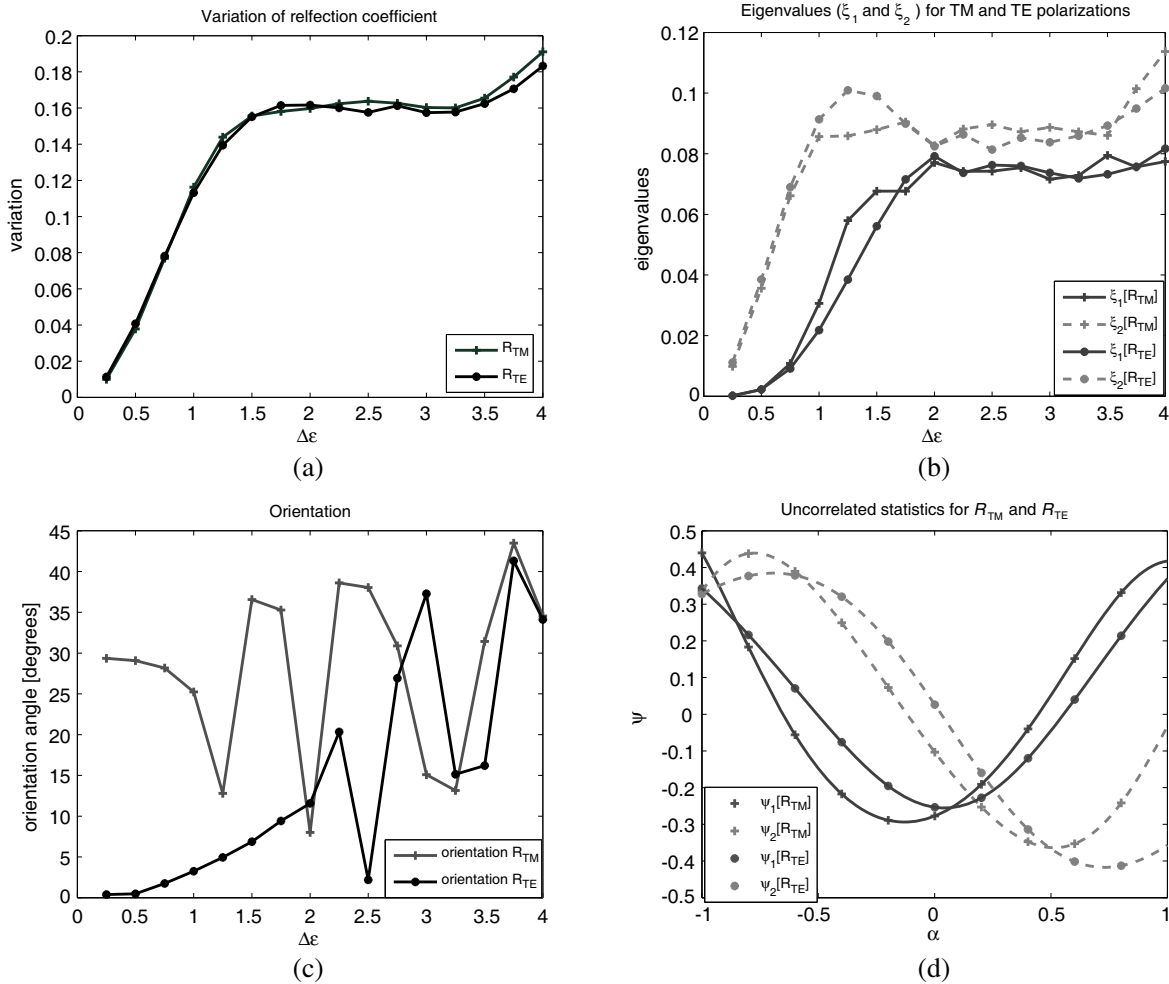 Variation of relfection coefficient
0.2
0.18
0.16
0.14
0.12
0.1
0.08
0.06
0.04
0.02
0
variation
R_TM
R_TE
0 0.5 1 1.5 2 2.5 3 3.5 4
Δε
(a)
Eigenvalues (ξ_1 and ξ_2 ) for TM and TE polarizations
0.12
0.1
0.08
0.06
0.04
0.02
0
eigenvalues
ξ_1[R_TM]
ξ_2[R_TM]
ξ_1[R_TE]
ξ_2[R_TE]
0 0.5 1 1.5 2 2.5 3 3.5 4
Δε
(b)
Orientation
45
40
35
30
25
20
15
10
5
0
orientation angle [degrees]
orientation R_TM
orientation R_TE
0 0.5 1 1.5 2 2.5 3 3.5 4
Δε
(c)
Uncorrelated statistics for R_TM and R_TE
0.5
0.4
0.3
0.2
0.1
0
-0.1
-0.2
-0.3
-0.4
-0.5
ψ
ψ_1[R_TM]
ψ_2[R_TM]
ψ_1[R_TE]
ψ_2[R_TE]
-1 -0.5 0 0.5 1
α
(d)